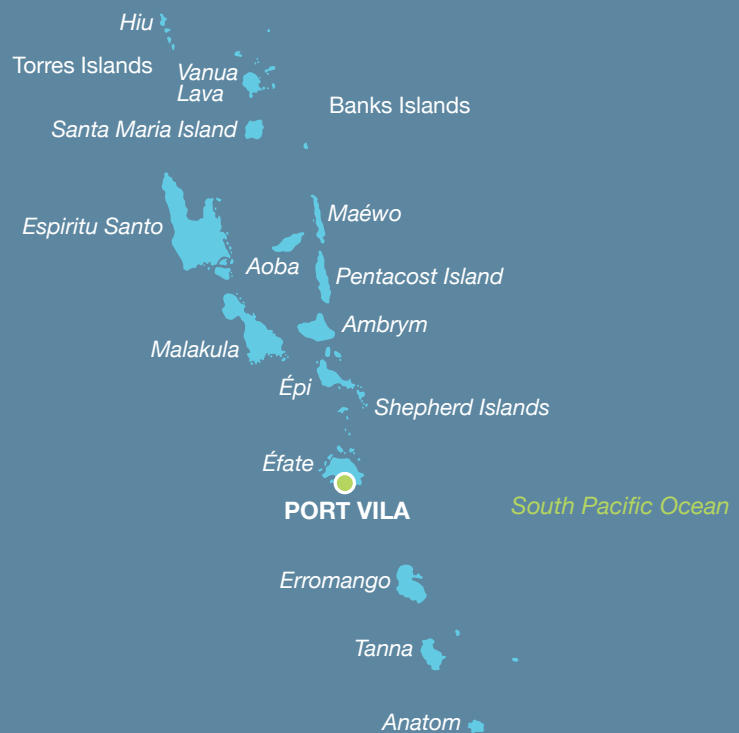 Hiu
Torres Islands
Vanua
Lava
Banks Islands
Santa Maria Island
Maéwo
Espiritu Santo
Aoba
Pentacost Island
Ambrym
Malakula
Épi
Shepherd Islands
Éfate
PORT VILA
South Pacific Ocean
Erromango
Tanna
Anatom